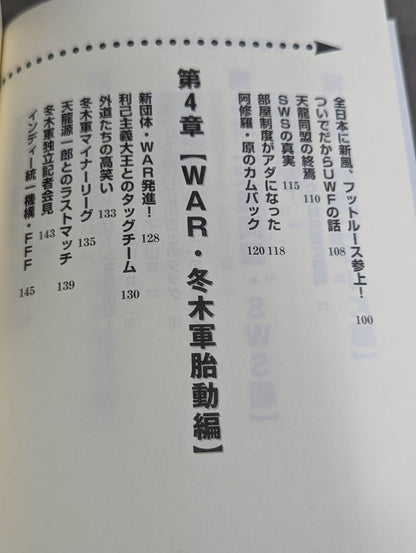 全日本に新風、フットルース参上! 100
ついでだからUWFの話 108
天龍同盟の終焉 110
SWSの真実 115
部屋制度がアダになった 118
阿修羅・原のカムバック 120
第4章【WAR・冬木軍胎動編】
新団体・WAR発進! 128
利己主義大王とのタッグチーム 130
外道たちの高笑い 133
冬木軍マイナーリーグ 135
天龍源一郎とのラストマッチ 139
冬木軍独立記者会見 143
インディー統一機構・FFF 145